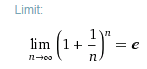 Limit:
lim_{n→∞} (1 + 1/n)^n = e